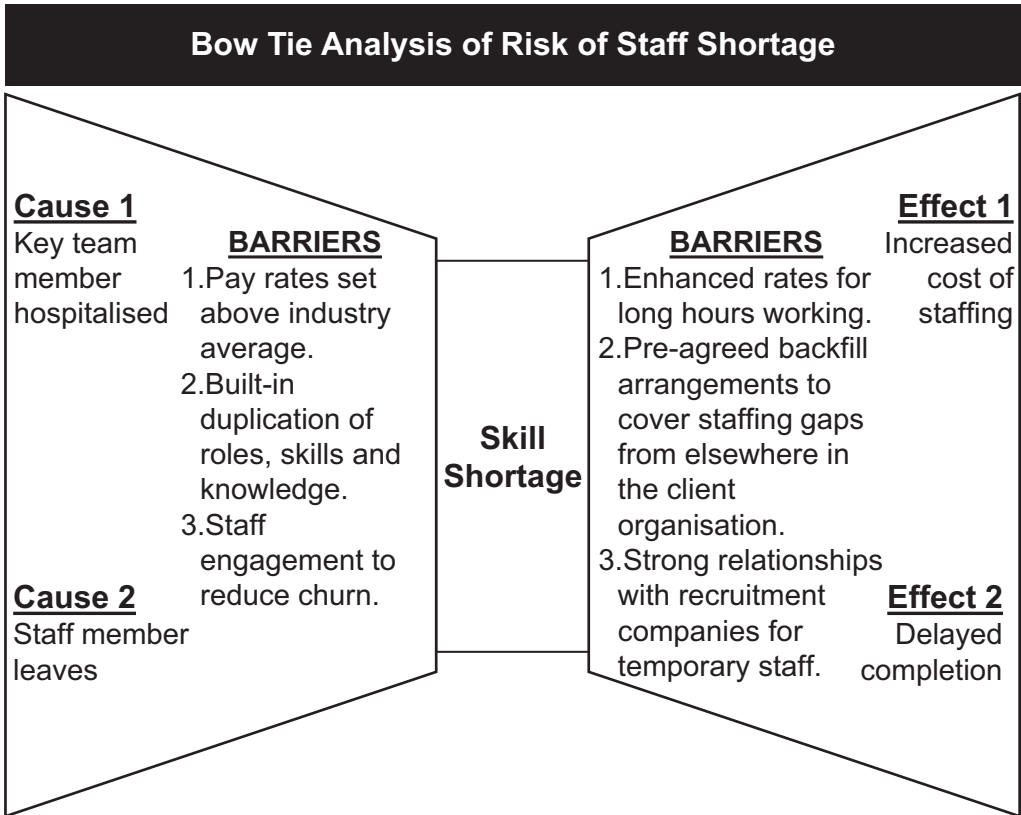 Bow Tie Analysis of Risk of Staff Shortage
Cause 1
Key team
member
hospitalised
BARRIERS
1.Pay rates set
above industry
average.
2.Built-in
duplication of
roles, skills and
knowledge.
3.Staff
engagement to
reduce churn.
Cause 2
Staff member
leaves
Skill
Shortage
BARRIERS
1.Enhanced rates for
long hours working.
2.Pre-agreed backfill
arrangements to
cover staffing gaps
from elsewhere in
the client
organisation.
3.Strong relationships
with recruitment
companies for
temporary staff.
Effect 1
Increased
cost of
staffing
Effect 2
Delayed
completion